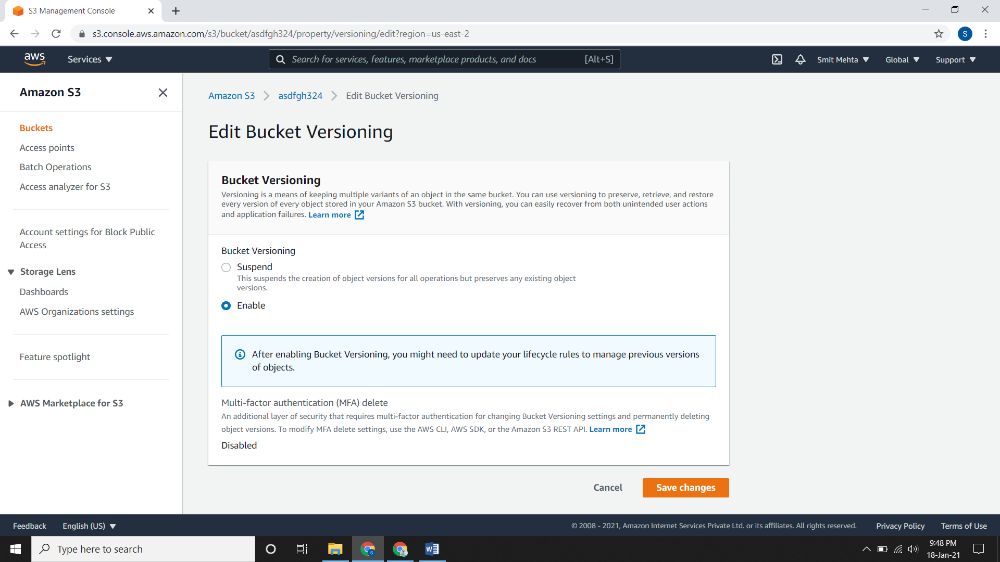 S3 Management Console
s3.console.aws.amazon.com/s3/bucket/asdfgh324/property/versioning/edit?region=us-east-2
S
aws
Services
Search for services, features, marketplace products, and docs
[Alt+S]
Smit Mehta
Global
Support
Amazon S3
Buckets
Access points
Batch Operations
Access analyzer for S3
Account settings for Block Public
Access
Storage Lens
Dashboards
AWS Organizations settings
Feature spotlight
AWS Marketplace for S3
Amazon S3
asdfgh324
Edit Bucket Versioning
Edit Bucket Versioning
Bucket Versioning
Versioning is a means of keeping multiple variants of an object in the same bucket. You can use versioning to preserve, retrieve, and restore
every version of every object stored in your Amazon S3 bucket. With versioning, you can easily recover from both unintended user actions
and application failures. Learn more
Bucket Versioning
Suspend
This suspends the creation of object versions for all operations but preserves any existing object
versions.
Enable
After enabling Bucket Versioning, you might need to update your lifecycle rules to manage previous versions
of objects.
Multi-factor authentication (MFA) delete
An additional layer of security that requires multi-factor authentication for changing Bucket Versioning settings and permanently deleting
object versions. To modify MFA delete settings, use the AWS CLI, AWS SDK, or the Amazon S3 REST API. Learn more
Disabled
Cancel
Save changes
Feedback
English (US)
© 2008 - 2021, Amazon Internet Services Private Ltd. or its affiliates. All rights reserved.
Privacy Policy
Terms of Use
Type here to search
9:48 PM
18-Jan-21